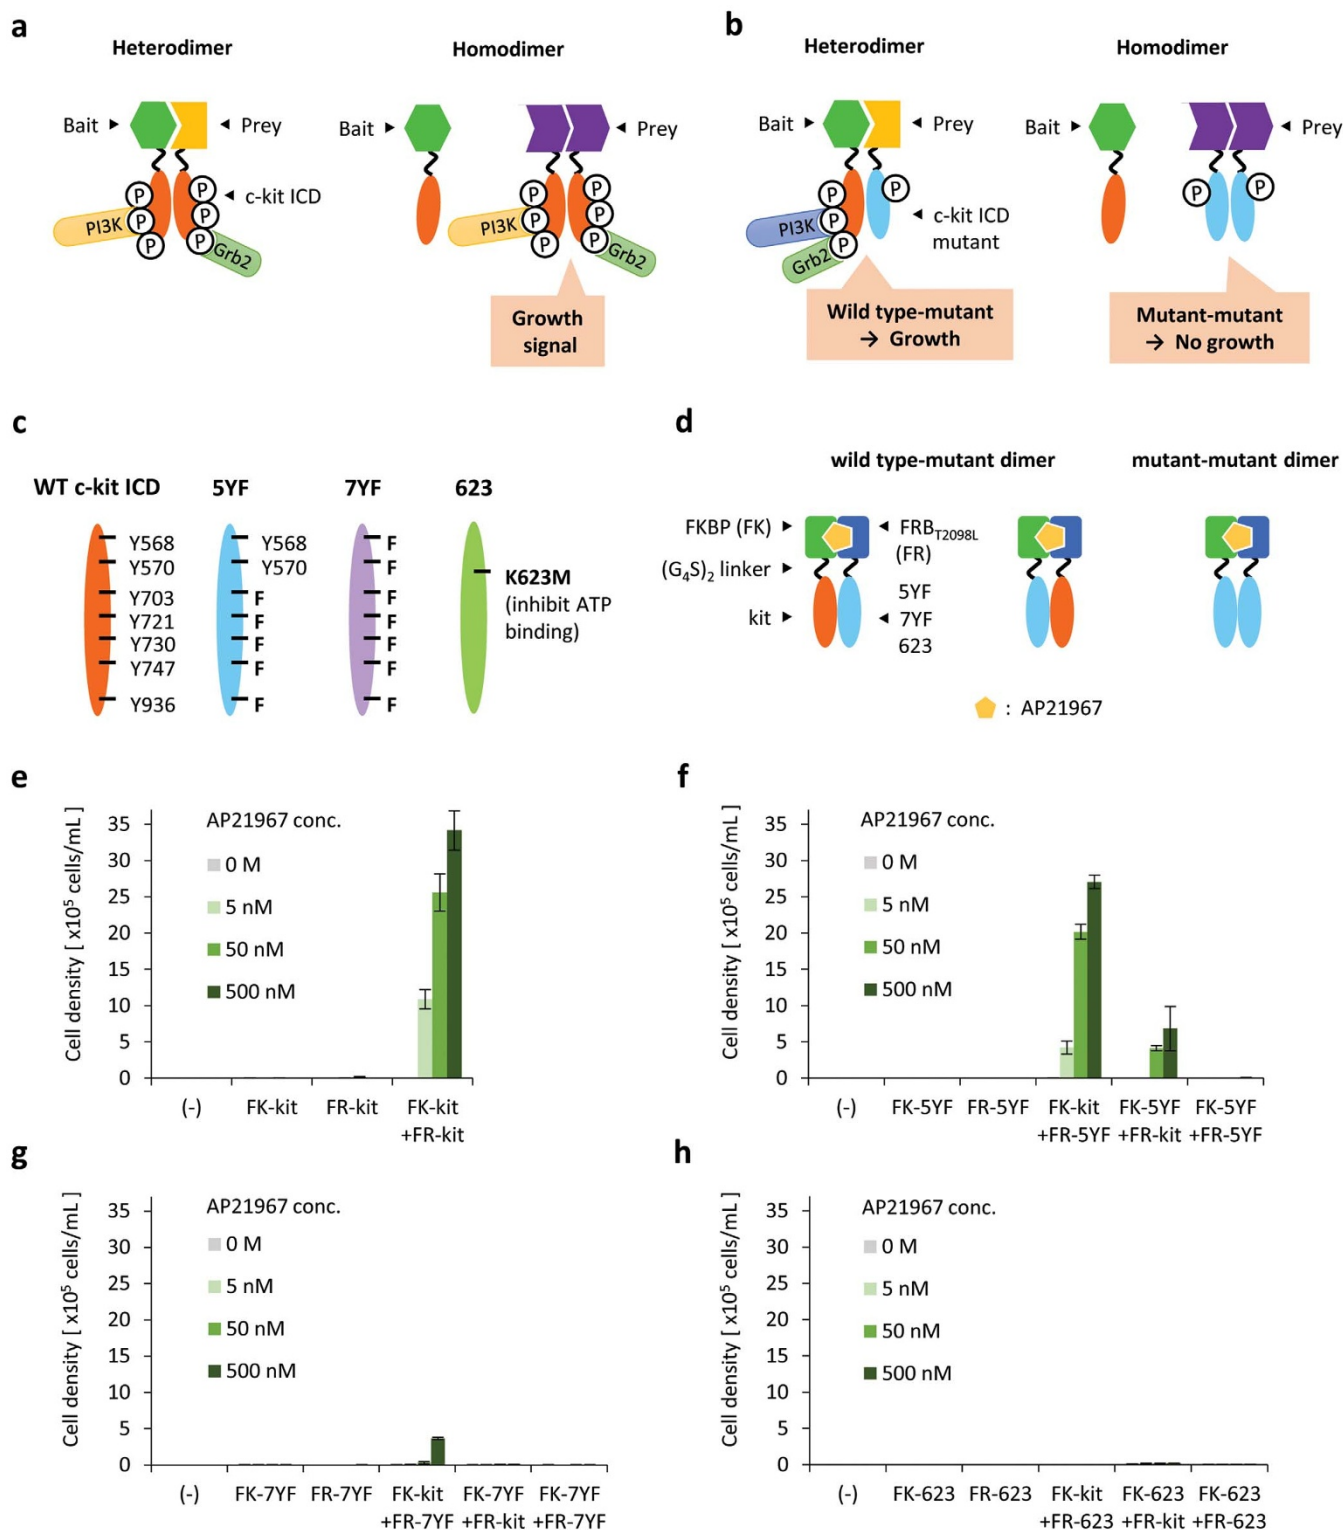 a
Heterodimer
Homodimer
Bait
Prey
Bait
Prey
P
P
P
P
P
P
c-kit ICD
PI3K
Grb2
P
P
P
P
P
P
PI3K
Grb2
Growth
signal
b
Heterodimer
Homodimer
Bait
Prey
Bait
Prey
P
P
P
P
P
P
PI3K
Grb2
c-kit ICD
mutant
Wild type-mutant
→ Growth
Mutant-mutant
→ No growth
c
WT c-kit ICD
5YF
7YF
623
Y568
Y570
Y703
Y721
Y730
Y747
Y936
Y568
Y570
F
F
F
F
F
F
F
F
F
F
F
F
K623M
(inhibit ATP
binding)
d
wild type-mutant dimer
mutant-mutant dimer
FKBP (FK)
FRB T2098L
(FR)
(G4S)2 linker
kit
5YF
7YF
623
: AP21967
e
Cell density [ x10⁵ cells/mL ]
35
30
25
20
15
10
5
0
AP21967 conc.
0 M
5 nM
50 nM
500 nM
(-)
FK-kit
FR-kit
FK-kit
+FR-kit
f
Cell density [ x10⁵ cells/mL ]
35
30
25
20
15
10
5
0
AP21967 conc.
0 M
5 nM
50 nM
500 nM
(-)
FK-5YF
FR-5YF
FK-kit
+FR-5YF
FK-5YF
+FR-kit
FK-5YF
+FR-5YF
g
Cell density [ x10⁵ cells/mL]
35
30
25
20
15
10
5
0
AP21967 conc.
0 M
5 nM
50 nM
500 nM
(-)
FK-7YF
FR-7YF
FK-kit
+FR-7YF
FK-7YF
+FR-kit
FK-7YF
+FR-7YF
h
Cell density [ x10⁵ cells/mL]
35
30
25
20
15
10
5
0
AP21967 conc.
0 M
5 nM
50 nM
500 nM
(-)
FK-623
FR-623
FK-kit
+FR-623
FK-623
+FR-kit
FK-623
+FR-623